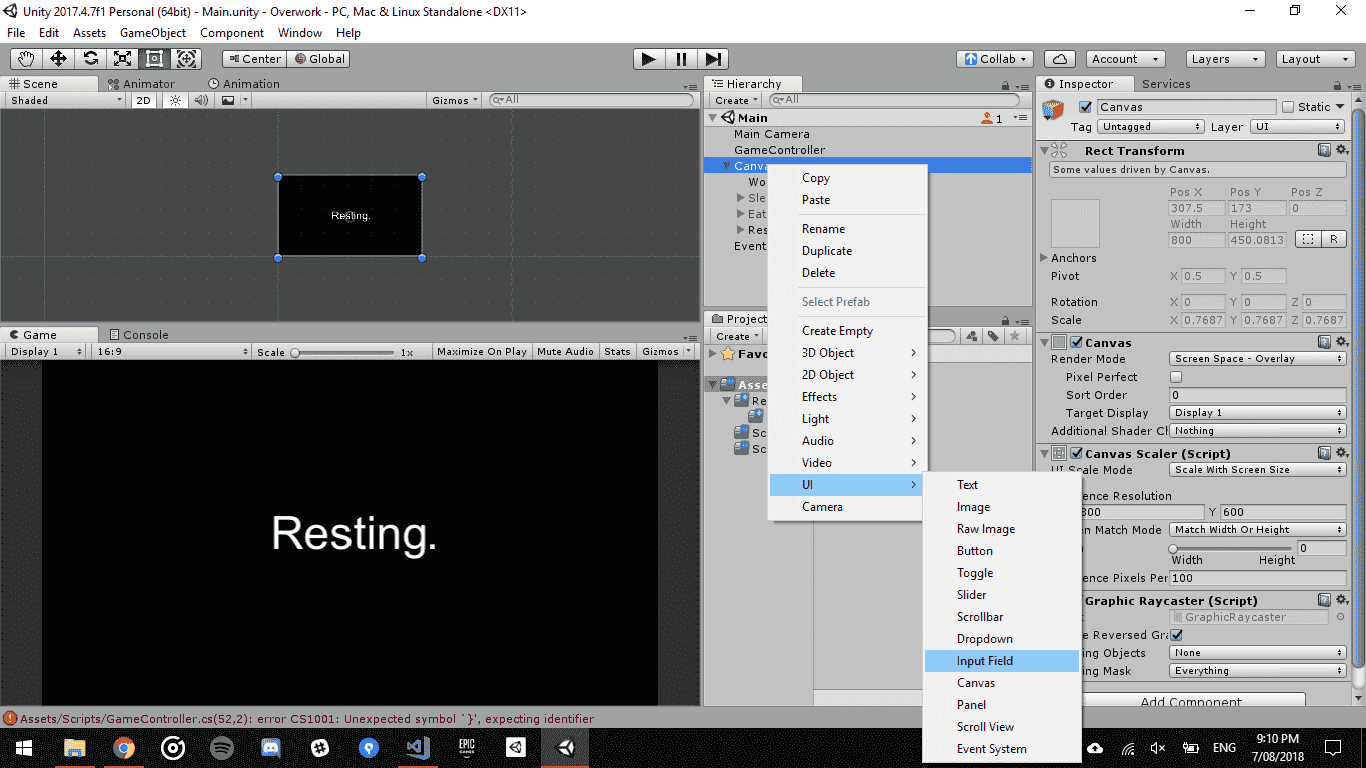 Unity 2017.4.7f1 Personal (64bit) - Main.unity - Overwork - PC, Mac & Linux Standalone <DX11>
File Edit Assets GameObject Component Window Help
Center Global Collab Account Layers Layout
Scene Animator Animation
Shaded 2D Gizmos All
Resting.
Game Console
Display 1 16:9 Scale 1x Maximize On Play Mute Audio Stats Gizmos
Resting.
Hierarchy
Create All
Main 1
Main Camera
GameController
Canva
Wo
Sle
Eat
Res
Event
Project
Create
Favo
Asse
Re
Sc
Sc
Copy
Paste
Rename
Duplicate
Delete
Select Prefab
Create Empty
3D Object
2D Object
Effects
Light
Audio
Video
UI
Camera
Text
Image
Raw Image
Button
Toggle
Slider
Scrollbar
Dropdown
Input Field
Canvas
Panel
Scroll View
Event System
Inspector Services
Canvas Static
Tag Untagged Layer UI
Rect Transform
Some values driven by Canvas.
Pos X Pos Y Pos Z
307.5 173 0
Width Height
800 450.0813 R
Anchors
Pivot X 0.5 Y 0.5
Rotation X 0 Y 0 Z 0
Scale X 0.7687 Y 0.7687 Z 0.7687
Canvas
Render Mode Screen Space - Overlay
Pixel Perfect
Sort Order 0
Target Display Display 1
Additional Shader Ch Nothing
Canvas Scaler (Script)
UI Scale Mode Scale With Screen Size
ence Resolution
800 Y 600
en Match Mode Match Width Or Height
0
Width Height
ence Pixels Per 100
Graphic Raycaster (Script)
GraphicRaycaster
e Reversed Gra
ing Objects None
ing Mask Everything
Add Component
Assets/Scripts/GameController.cs(52,2): error CS1001: Unexpected symbol `}', expecting identifier
EPIC GAMES
ENG
9:10 PM
7/08/2018